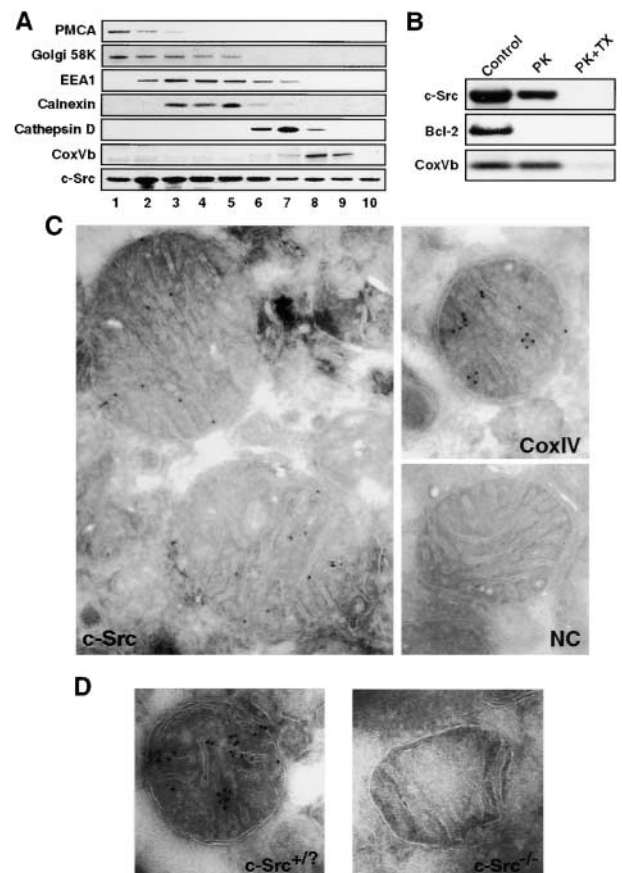 A
PMCA
Golgi 58K
EEA1
Calnexin
Cathepsin D
CoxVb
c-Src
1 2 3 4 5 6 7 8 9 10
B
Control PK PK+TX
c-Src
Bcl-2
CoxVb
C
c-Src
CoxIV
NC
D
c-Src+/?
c-Src-/-